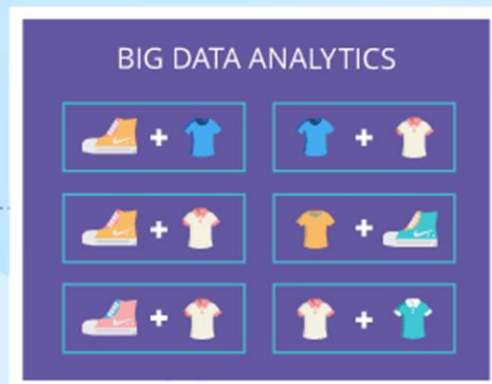 BIG DATA ANALYTICS
+ +
+ +
+ +